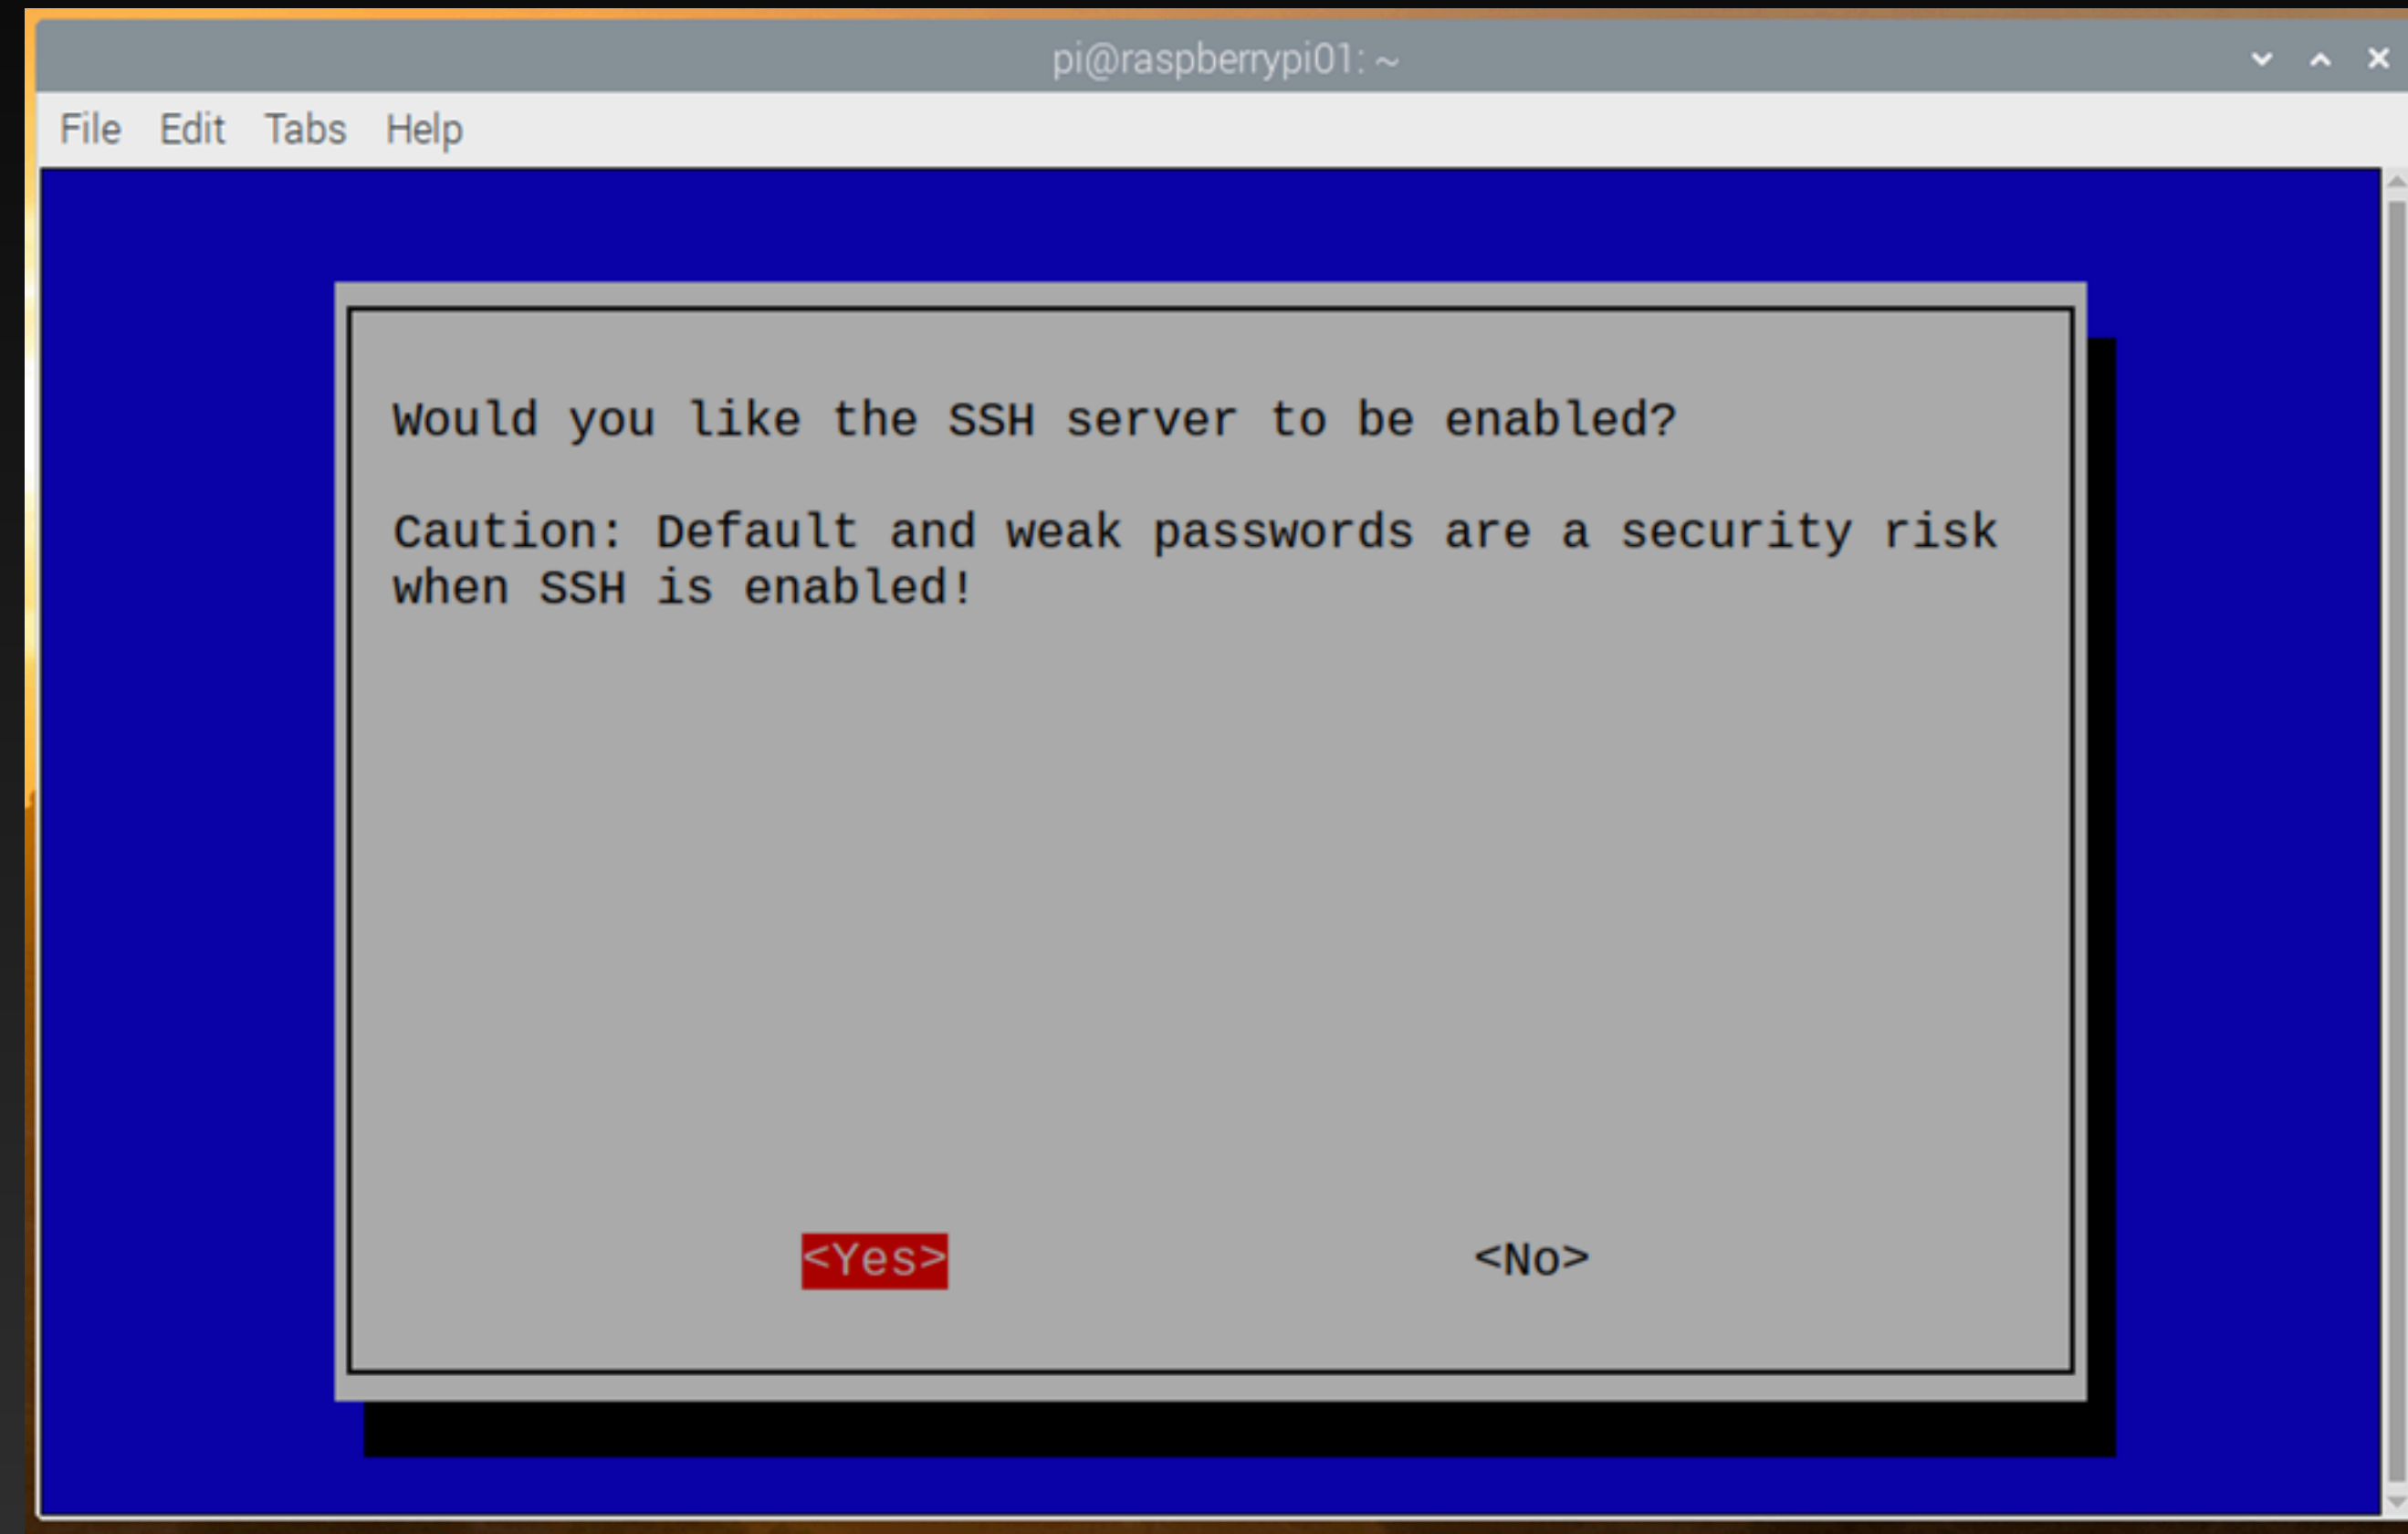 pi@raspberrypi01: ~
File Edit Tabs Help
Would you like the SSH server to be enabled?
Caution: Default and weak passwords are a security risk
when SSH is enabled!
<Yes> <No>